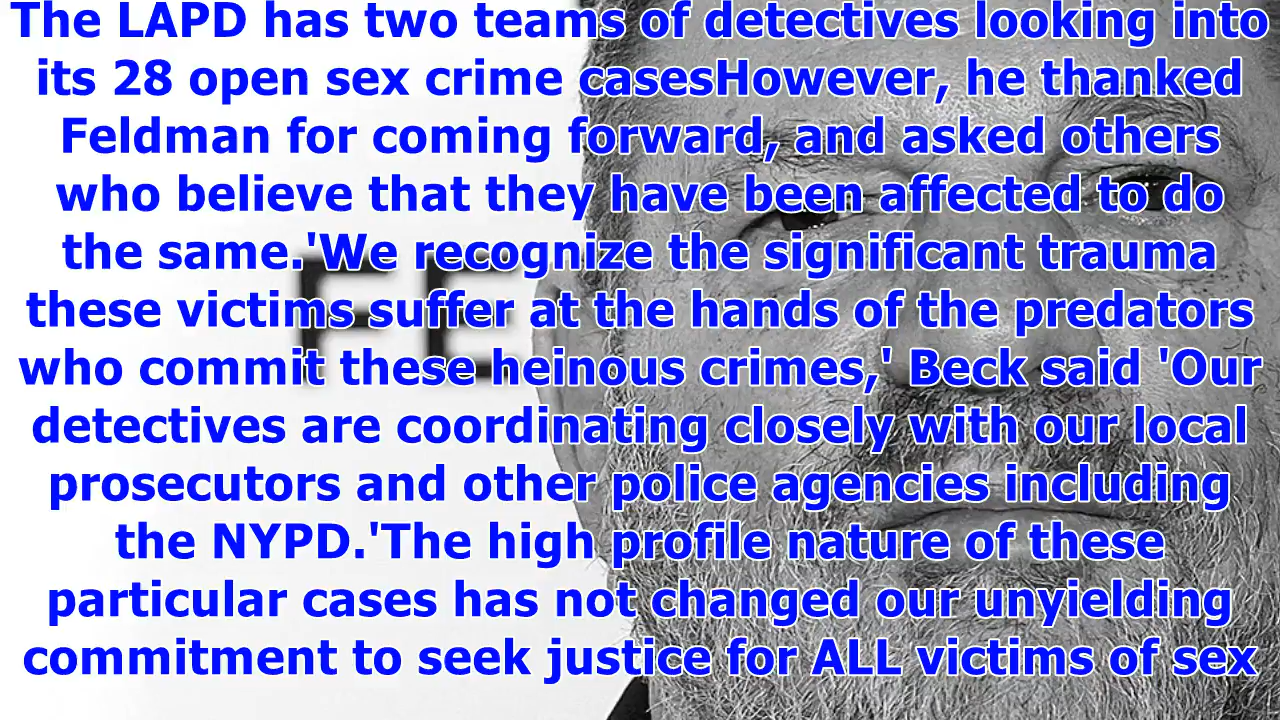 The LAPD has two teams of detectives looking into
its 28 open sex crime casesHowever, he thanked
Feldman for coming forward, and asked others
who believe that they have been affected to do
the same.'We recognize the significant trauma
these victims suffer at the hands of the predators
who commit these heinous crimes,' Beck said 'Our
detectives are coordinating closely with our local
prosecutors and other police agencies including
the NYPD.'The high profile nature of these
particular cases has not changed our unyielding
commitment to seek justice for ALL victims of sex